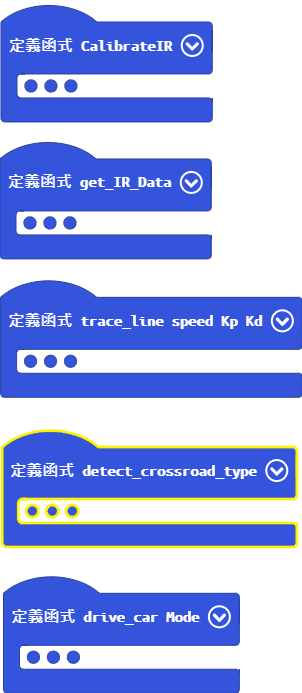 定義函式 CalibrateIR
定義函式 get_IR_Data
定義函式 trace_line speed Kp Kd
定義函式 detect_crossroad_type
定義函式 drive_car Mode